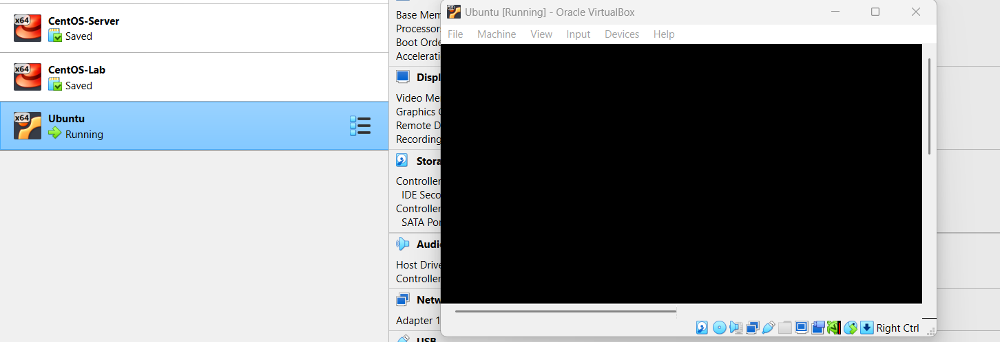 x64
CentOS-Server
Saved
x64
CentOS-Lab
Saved
x64
Ubuntu
Running
Base Mem
Processor
Boot Orde
Accelerati
Displ
Video Me
Graphics
Remote D
Recording
Stora
Controller
IDE Seco
Controller
SATA Por
Audi
Host Drive
Controller
Netw
Adapter 1
USB
Ubuntu [Running] - Oracle VirtualBox
File Machine View Input Devices Help
Right Ctrl